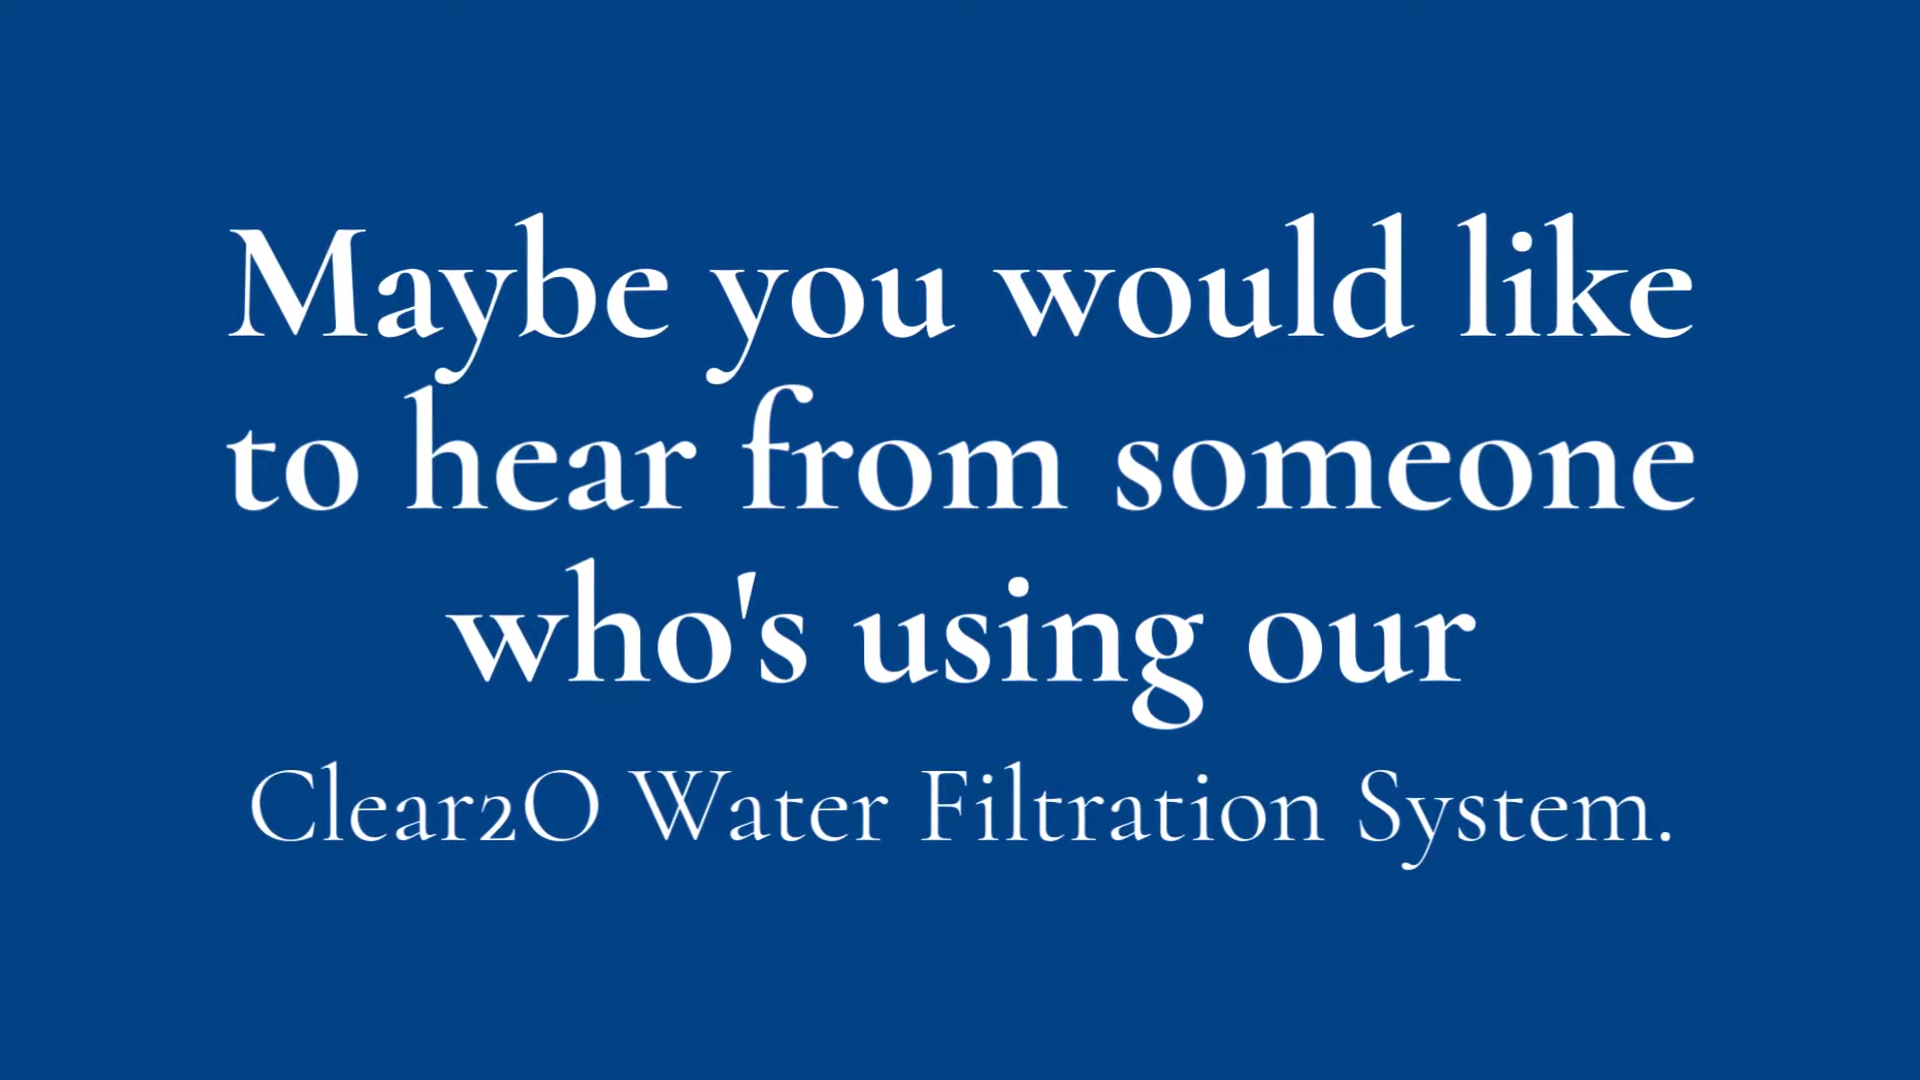 Maybe you would like
to hear from someone
who's using our
Clear2O Water Filtration System.